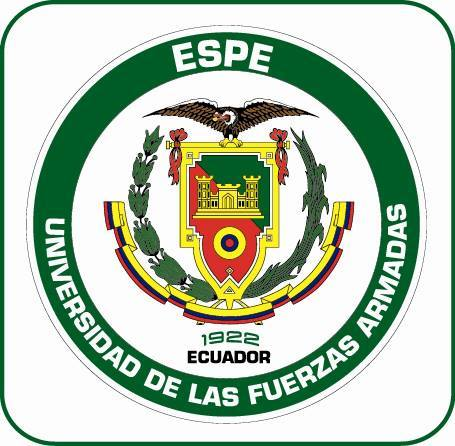 ESPE
1922
ECUADOR
UNIVERSIDAD DE LAS FUERZAS ARMADAS